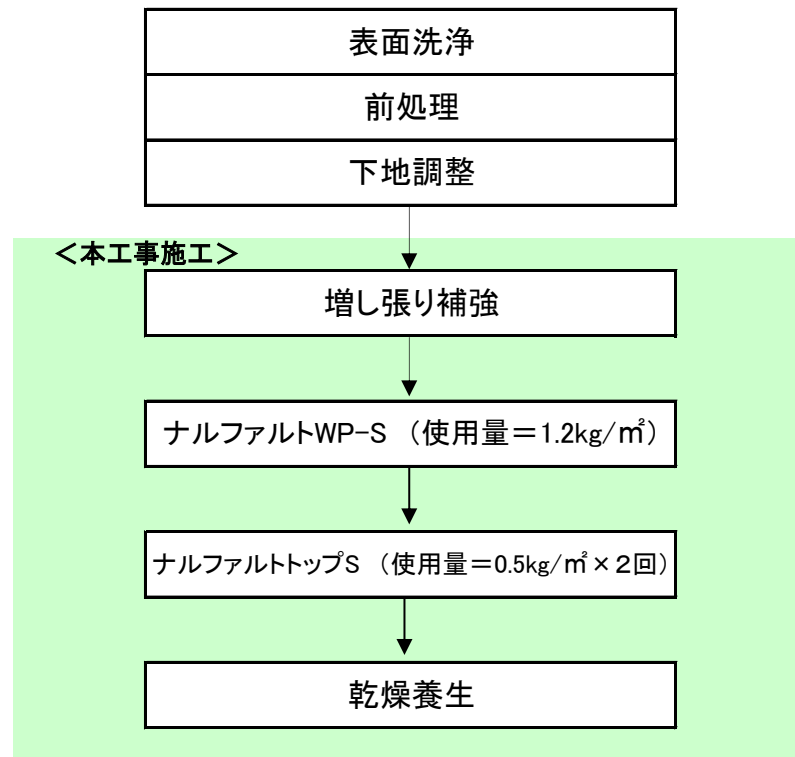 表面洗浄
前処理
下地調整
＜本工事施工＞
増し張り補強
ナルファルトWP-S （使用量＝1.2kg/㎡）
ナルファルトトップS （使用量＝0.5kg/㎡×２回）
乾燥養生